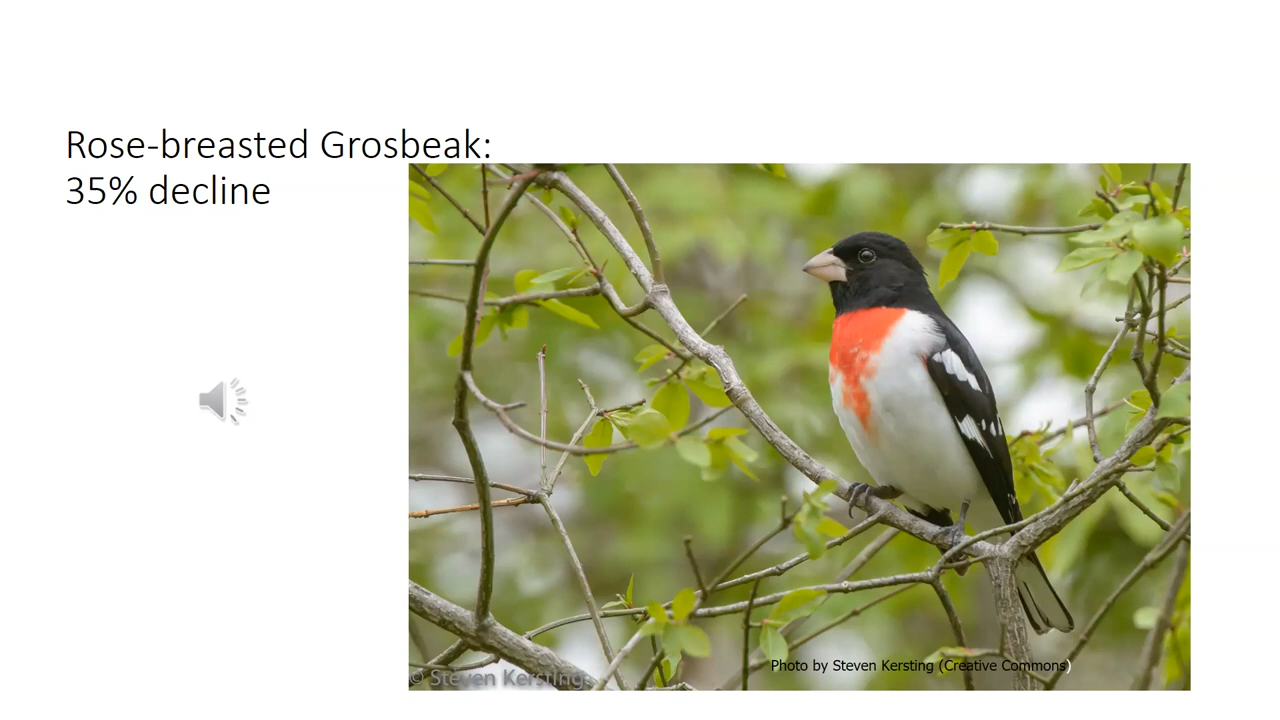 Rose-breasted Grosbeak:
35% decline
Photo by Steven Kersting (Creative Commons)
© Steven Kersting